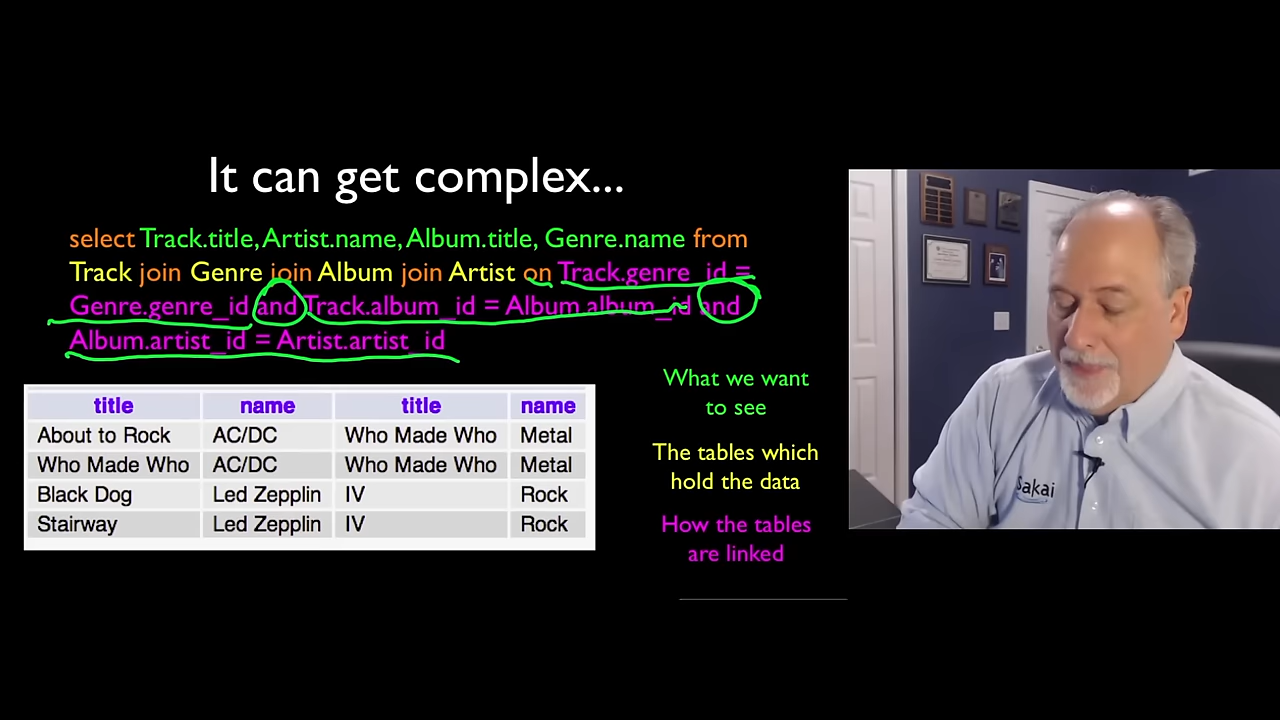 It can get complex...
select Track.title, Artist.name, Album.title, Genre.name from
Track join Genre join Album join Artist on Track.genre_id =
Genre.genre_id and Track.album_id = Album.album_id and
Album.artist_id = Artist.artist_id
title name title name
About to Rock AC/DC Who Made Who Metal
Who Made Who AC/DC Who Made Who Metal
Black Dog Led Zepplin IV Rock
Stairway Led Zepplin IV Rock
What we want
to see
The tables which
hold the data
How the tables
are linked
Sakai